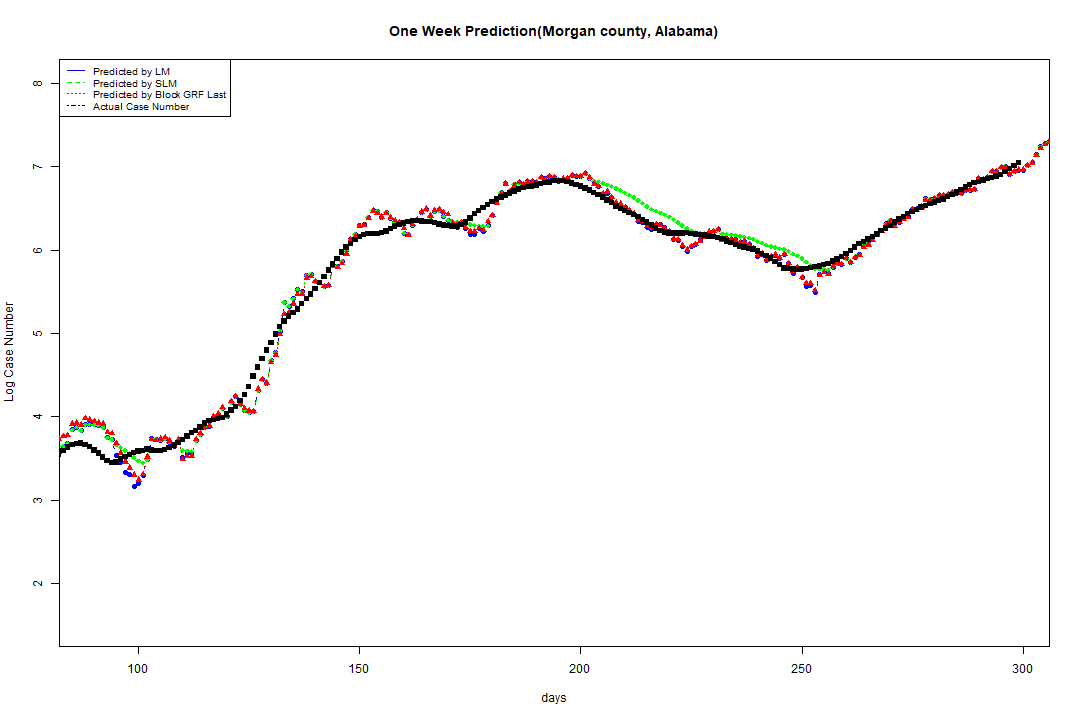 One Week Prediction(Morgan county, Alabama)
Predicted by LM
Predicted by SLM
Predicted by Block GRF Last
Actual Case Number
8
7
6
5
4
3
2
Log Case Number
100 150 200 250 300
days